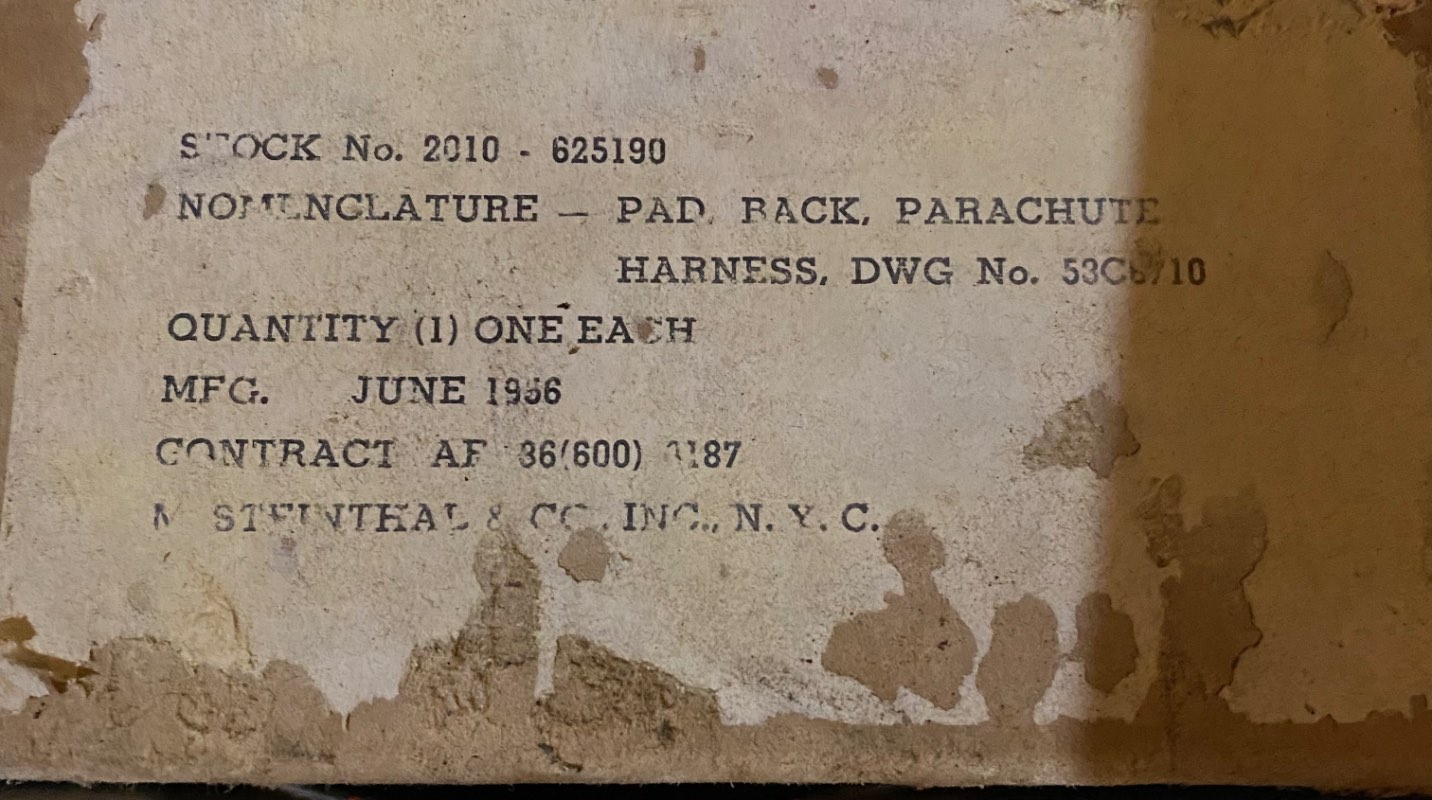 STOCK No. 2010 - 625190
NOMENCLATURE — PAD, BACK, PARACHUTE
HARNESS, DWG No.
QUANTITY (1) ONE EACH
MFG. JUNE 1956
CONTRACT AF 36(600)
M STEINTHAL & CO., INC., N. Y. C.